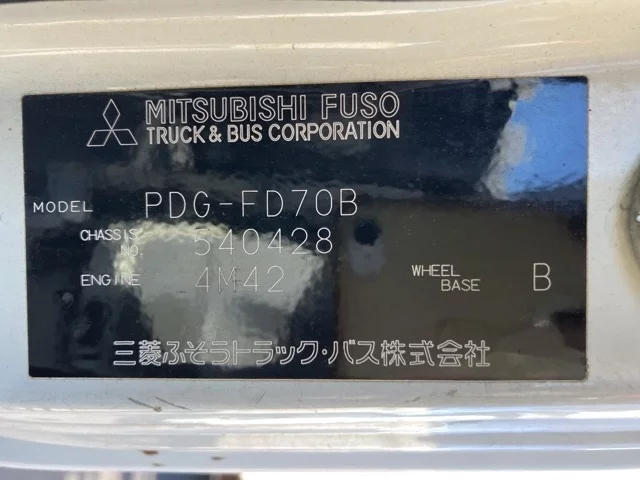 MITSUBISHI FUSO
TRUCK & BUS CORPORATION
MODEL PDG-FD70B
CHASSIS NO. 540428
ENGINE 4M42
WHEEL BASE B
三菱ふそうトラック・バス株式会社